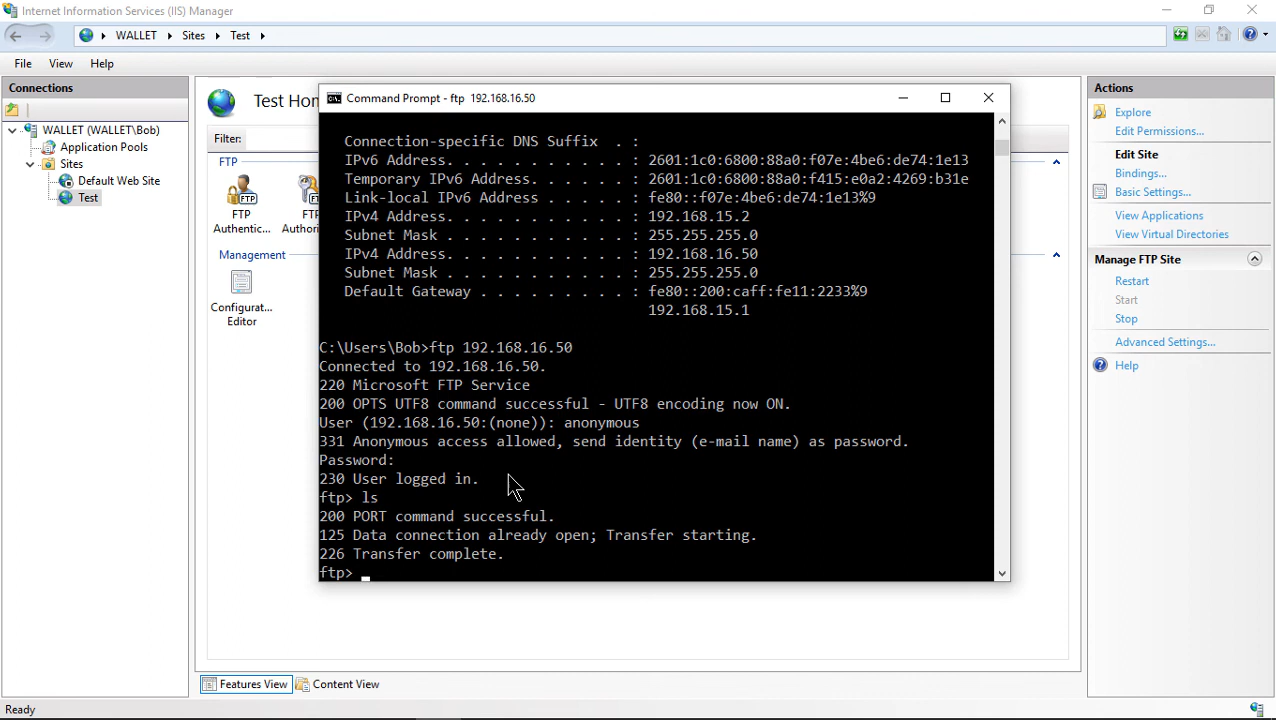 Internet Information Services (IIS) Manager
WALLET
Sites
Test
File
View
Help
Connections
WALLET (WALLET\Bob)
Application Pools
Sites
Default Web Site
Test
Test Hom
Filter:
FTP
FTP
Authentic...
FTP
Authori
Management
Configurat...
Editor
Command Prompt - ftp  192.168.16.50
Connection-specific DNS Suffix  . :
IPv6 Address. . . . . . . . . . . : 2601:1c0:6800:88a0:f07e:4be6:de74:1e13
Temporary IPv6 Address. . . . . . : 2601:1c0:6800:88a0:f415:e0a2:4269:b31e
Link-local IPv6 Address . . . . . : fe80::f07e:4be6:de74:1e13%9
IPv4 Address. . . . . . . . . . . : 192.168.15.2
Subnet Mask . . . . . . . . . . . : 255.255.255.0
IPv4 Address. . . . . . . . . . . : 192.168.16.50
Subnet Mask . . . . . . . . . . . : 255.255.255.0
Default Gateway . . . . . . . . . : fe80::200:caff:fe11:2233%9
192.168.15.1
C:\Users\Bob>ftp 192.168.16.50
Connected to 192.168.16.50.
220 Microsoft FTP Service
200 OPTS UTF8 command successful - UTF8 encoding now ON.
User (192.168.16.50:(none)): anonymous
331 Anonymous access allowed, send identity (e-mail name) as password.
Password:
230 User logged in.
ftp> ls
200 PORT command successful.
125 Data connection already open; Transfer starting.
226 Transfer complete.
ftp>
Actions
Explore
Edit Permissions...
Edit Site
Bindings...
Basic Settings...
View Applications
View Virtual Directories
Manage FTP Site
Restart
Start
Stop
Advanced Settings...
Help
Features View
Content View
Ready